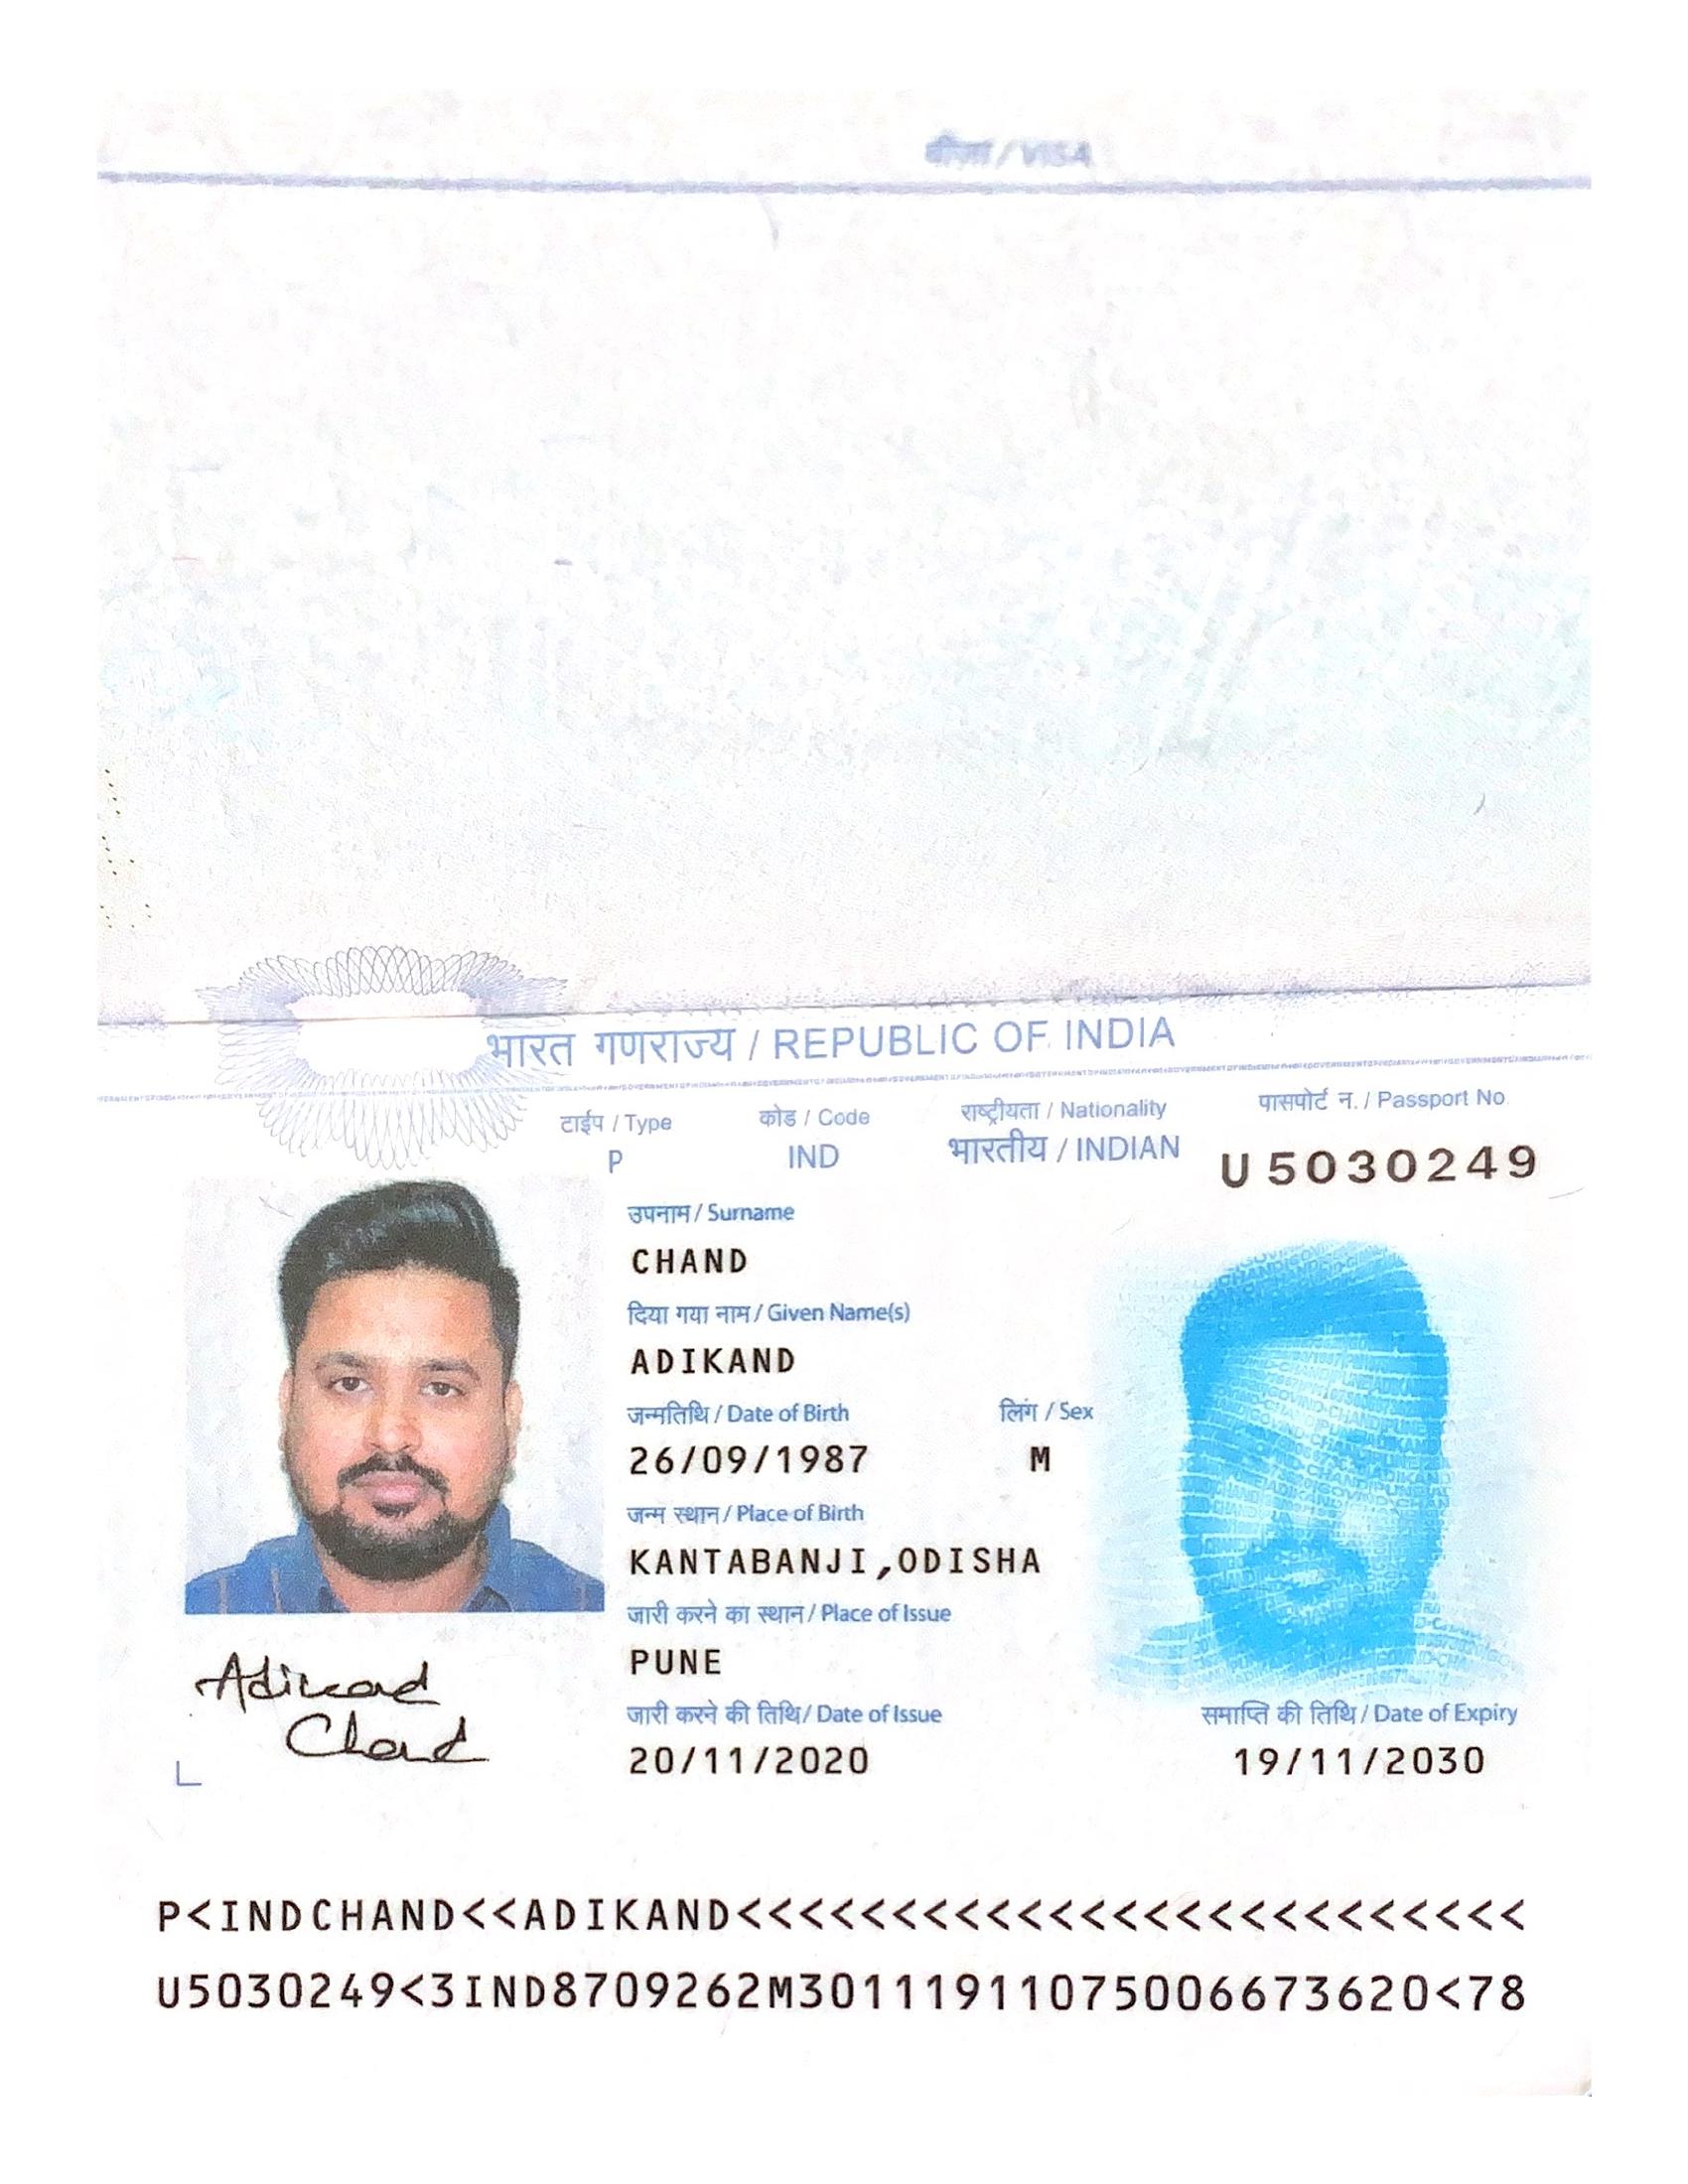 वीज़ा / VISA
भारत गणराज्य / REPUBLIC OF INDIA
टाईप / Type कोड / Code राष्ट्रीयता / Nationality पासपोर्ट न. / Passport No.
P IND भारतीय / INDIAN U 5030249
उपनाम / Surname
CHAND
दिया गया नाम / Given Name(s)
ADIKAND
जन्मतिथि / Date of Birth लिंग / Sex
26/09/1987 M
जन्म स्थान / Place of Birth
KANTABANJI,ODISHA
जारी करने का स्थान / Place of Issue
PUNE
जारी करने की तिथि / Date of Issue समाप्ति की तिथि / Date of Expiry
20/11/2020 19/11/2030
Adikand
Chand
P<INDCHAND<<ADIKAND<<<<<<<<<<<<<<<<<<<<<<<<<<
U5030249<3IND8709262M30111911075006673620<78